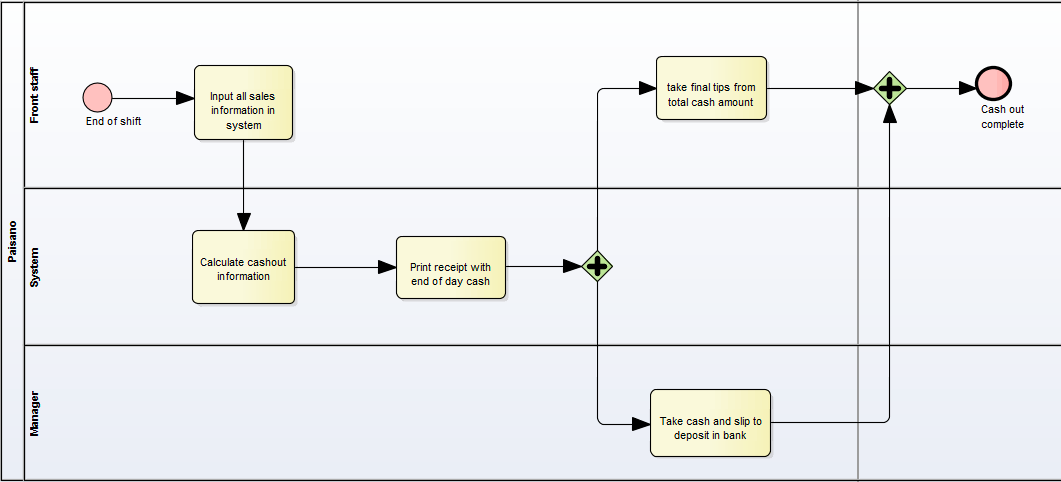 Paisano
Front staff
End of shift
Input all sales
information in
system
take final tips from
total cash amount
Cash out
complete
System
Calculate cashout
information
Print receipt with
end of day cash
Manager
Take cash and slip to
deposit in bank